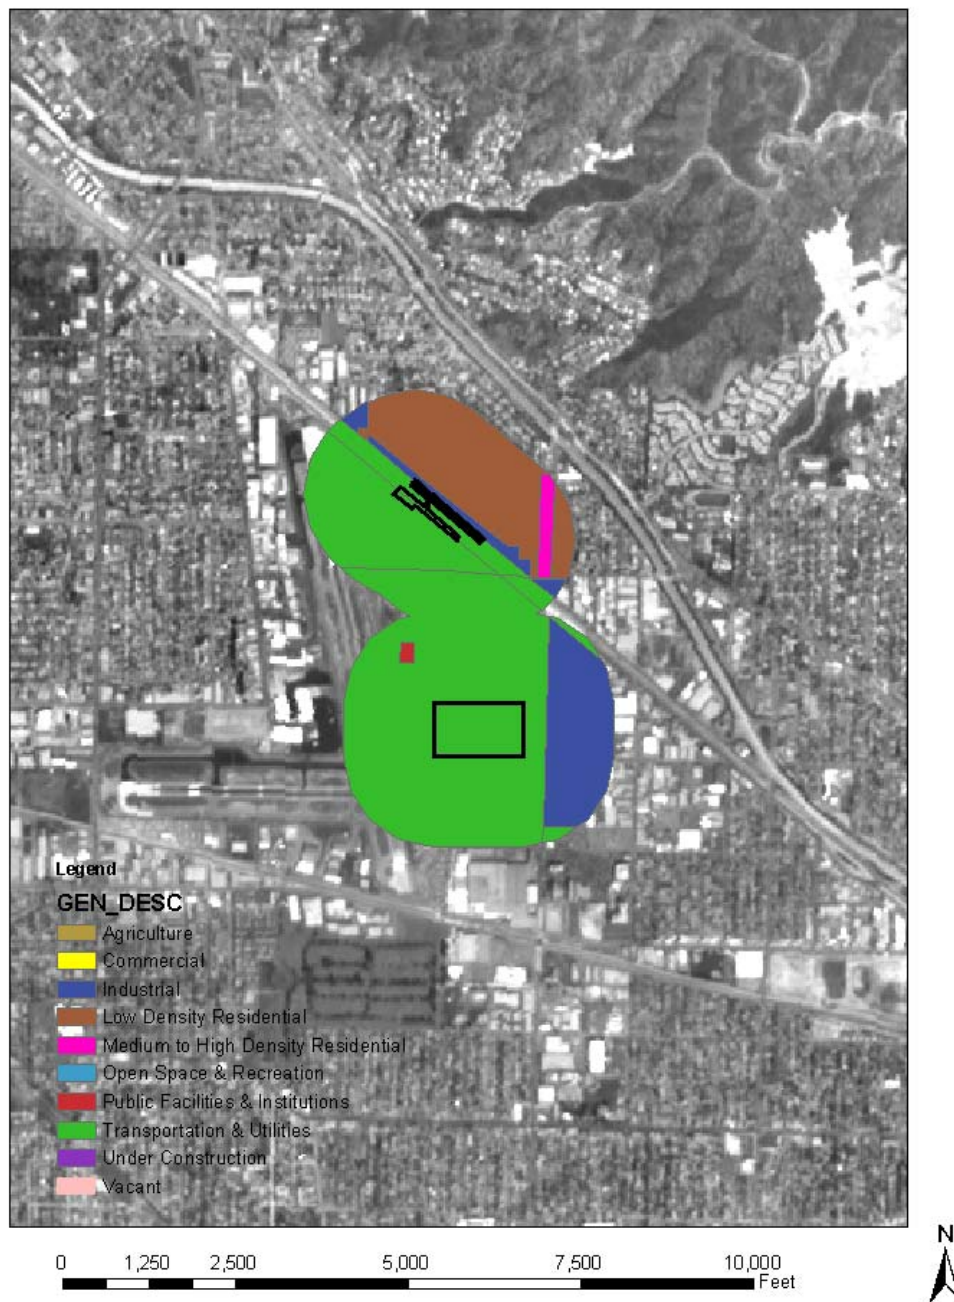 Legend
GEN_DESC
Agriculture
Commercial
Industrial
Low Density Residential
Medium to High Density Residential
Open Space & Recreation
Public Facilities & Institutions
Transportation & Utilities
Under Construction
Vacant
N
0 1,250 2,500 5,000 7,500 10,000
Feet